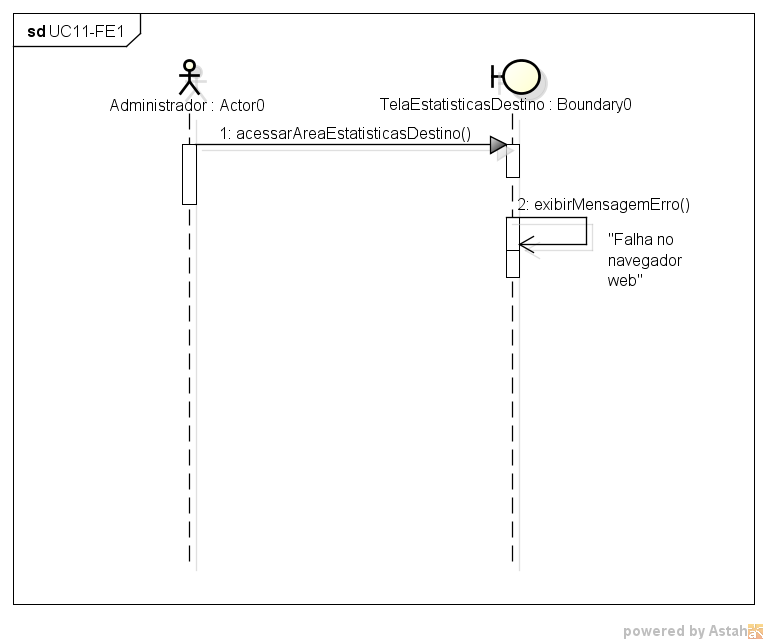 sd UC11-FE1
Administrador : Actor0
TelaEstatisticasDestino : Boundary0
1: acessarAreaEstatisticasDestino()
2: exibirMensagemErro()
"Falha no
navegador
web"
powered by Astah